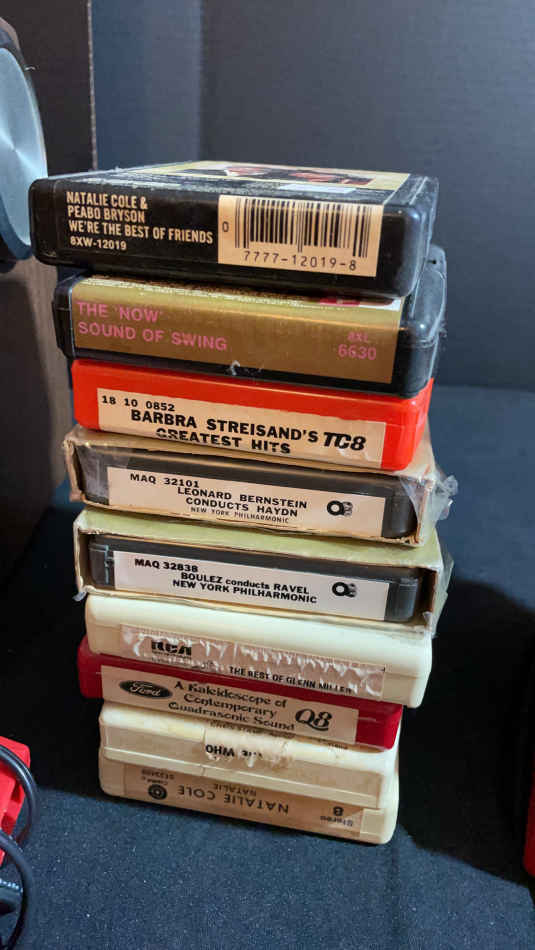 NATALIE COLE &
PEABO BRYSON
WE'RE THE BEST OF FRIENDS
8XW-12019
0
7777-12019-8
THE 'NOW'
SOUND OF SWING
8XL
6630
18 10 0852
BARBRA STREISAND'S
GREATEST HITS
TC8
MAQ 32101
LEONARD BERNSTEIN
CONDUCTS HAYDN
NEW YORK PHILHARMONIC
Q8
MAQ 32838
BOULEZ conducts RAVEL
NEW YORK PHILHARMONIC
Q8
RCA
THE BEST OF GLENN MILLER
Ford
A Kaleidoscope of
Contemporary
Quadrasonic Sound
Q8
THE WHO
Stereo
8
NATALIE COLE
NATALIE